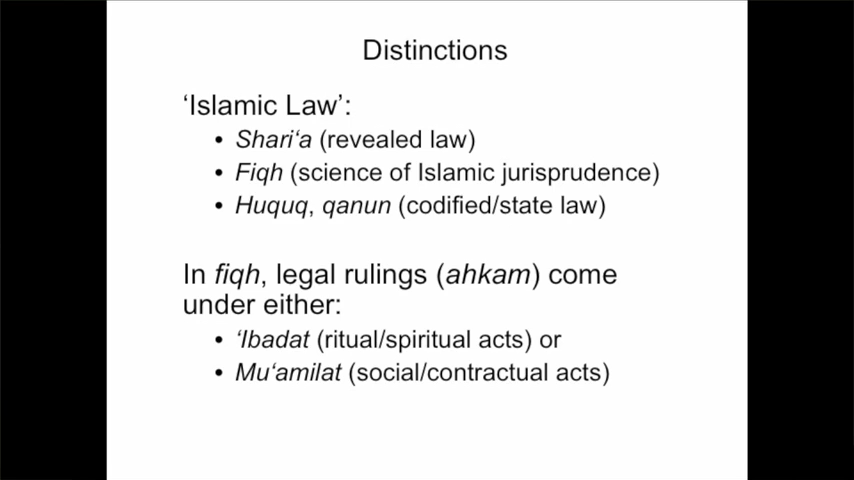 Distinctions
‘Islamic Law’:
• Shari‘a (revealed law)
• Fiqh (science of Islamic jurisprudence)
• Huquq, qanun (codified/state law)
In fiqh, legal rulings (ahkam) come
under either:
• ‘Ibadat (ritual/spiritual acts) or
• Mu‘amilat (social/contractual acts)